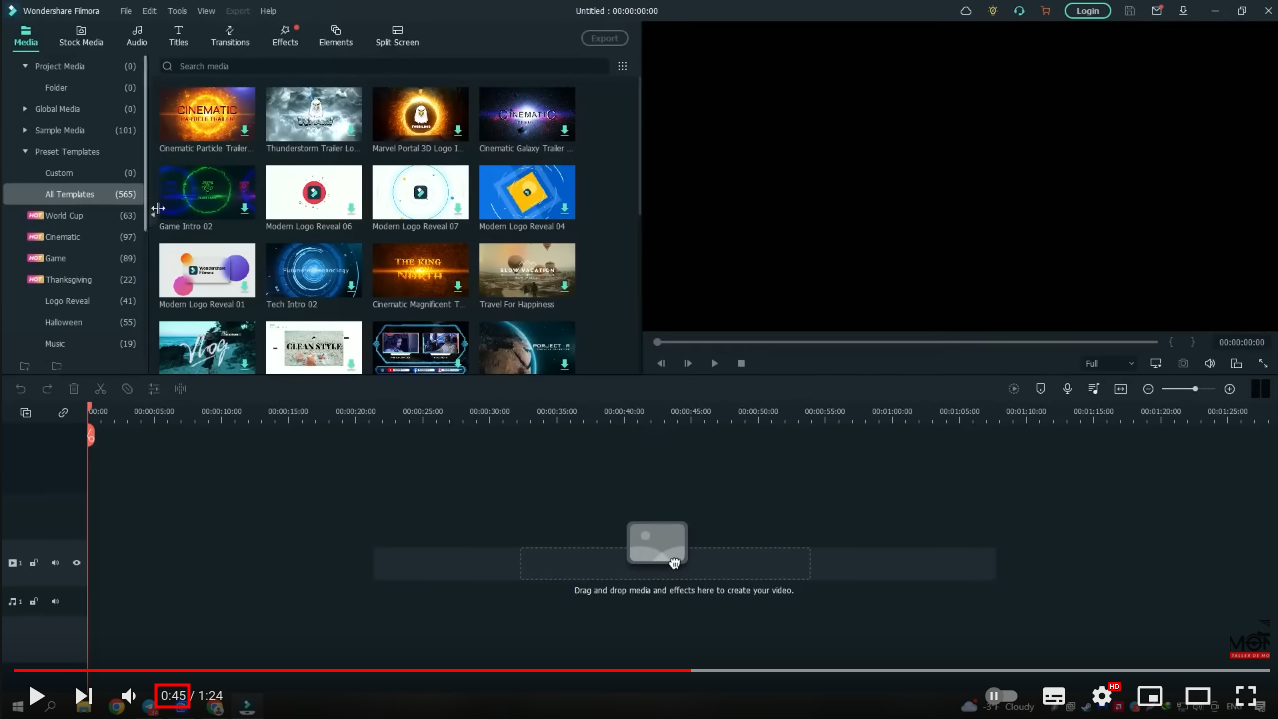 Wondershare Filmora File Edit Tools View Export Help Untitled : 00:00:00:00 Login
Media Stock Media Audio Titles Transitions Effects Elements Split Screen Export
Project Media (0)
Folder (0)
Global Media (0)
Sample Media (101)
Preset Templates
Custom (0)
All Templates (565)
HOT World Cup (63)
HOT Cinematic (97)
HOT Game (89)
HOT Thanksgiving (22)
Logo Reveal (41)
Halloween (55)
Music (19)
Search media
CINEMATIC
PARTICLE TRAILER
CINEMATIC
Cinematic Particle Trailer... Thunderstorm Trailer Lo... Marvel Portal 3D Logo I... Cinematic Galaxy Trailer ...
Game Intro 02 Modern Logo Reveal 06 Modern Logo Reveal 07 Modern Logo Reveal 04
Wondershare
Filmora
Future Technology
THE KING
NORTH
SLOW VACATION
Modern Logo Reveal 01 Tech Intro 02 Cinematic Magnificent T... Travel For Happiness
Vlog
CLEAN STYLE
PORJECT - R
00:00:00:00
Full
00:00 00:00:05:00 00:00:10:00 00:00:15:00 00:00:20:00 00:00:25:00 00:00:30:00 00:00:35:00 00:00:40:00 00:00:45:00 00:00:50:00 00:00:55:00 00:01:00:00 00:01:05:00 00:01:10:00 00:01:15:00 00:01:20:00 00:01:25:00
1
1
Drag and drop media and effects here to create your video.
TALLER DE MO
0:45 / 1:24
HD
-3°F Cloudy
ENG